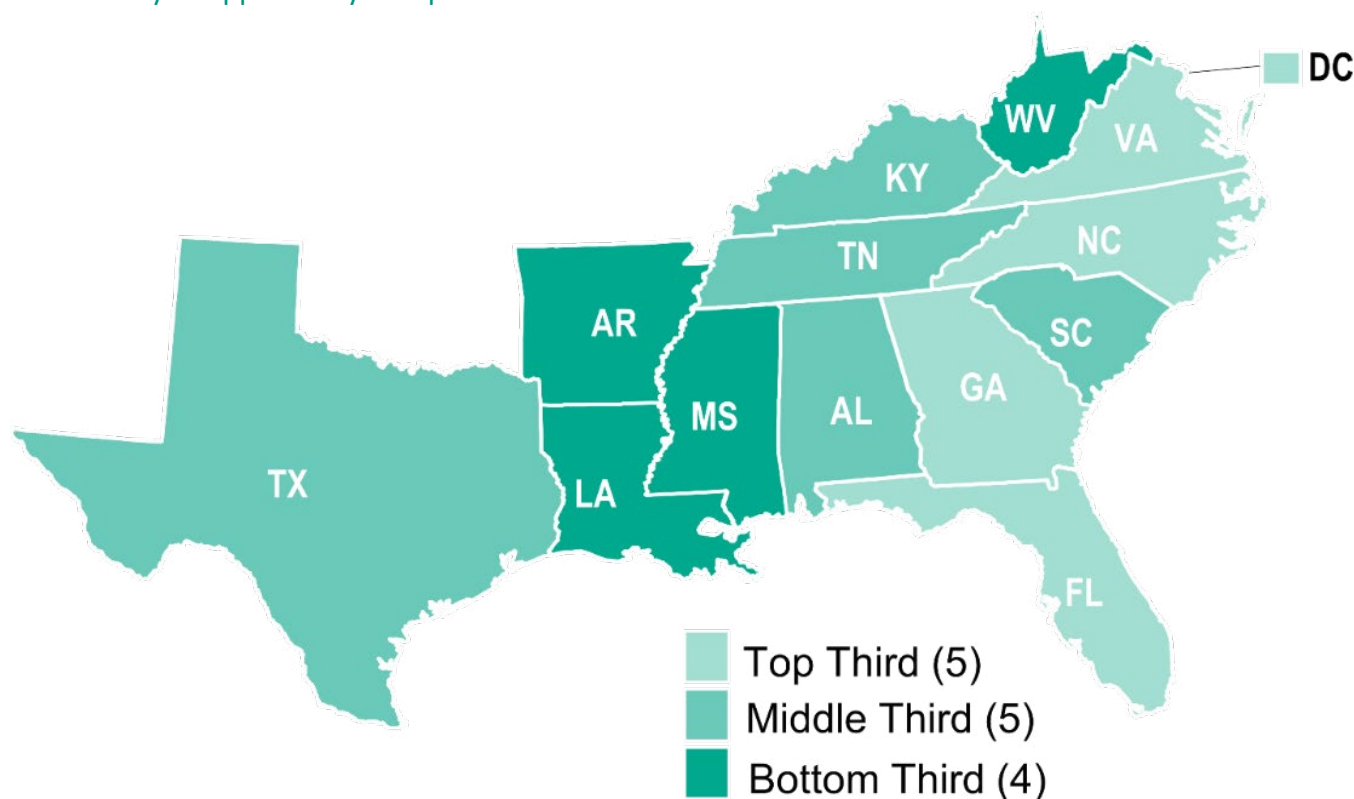 DC
WV
VA
KY
NC
TN
SC
AR
GA
MS
AL
TX
LA
FL
Top Third (5)
Middle Third (5)
Bottom Third (4)